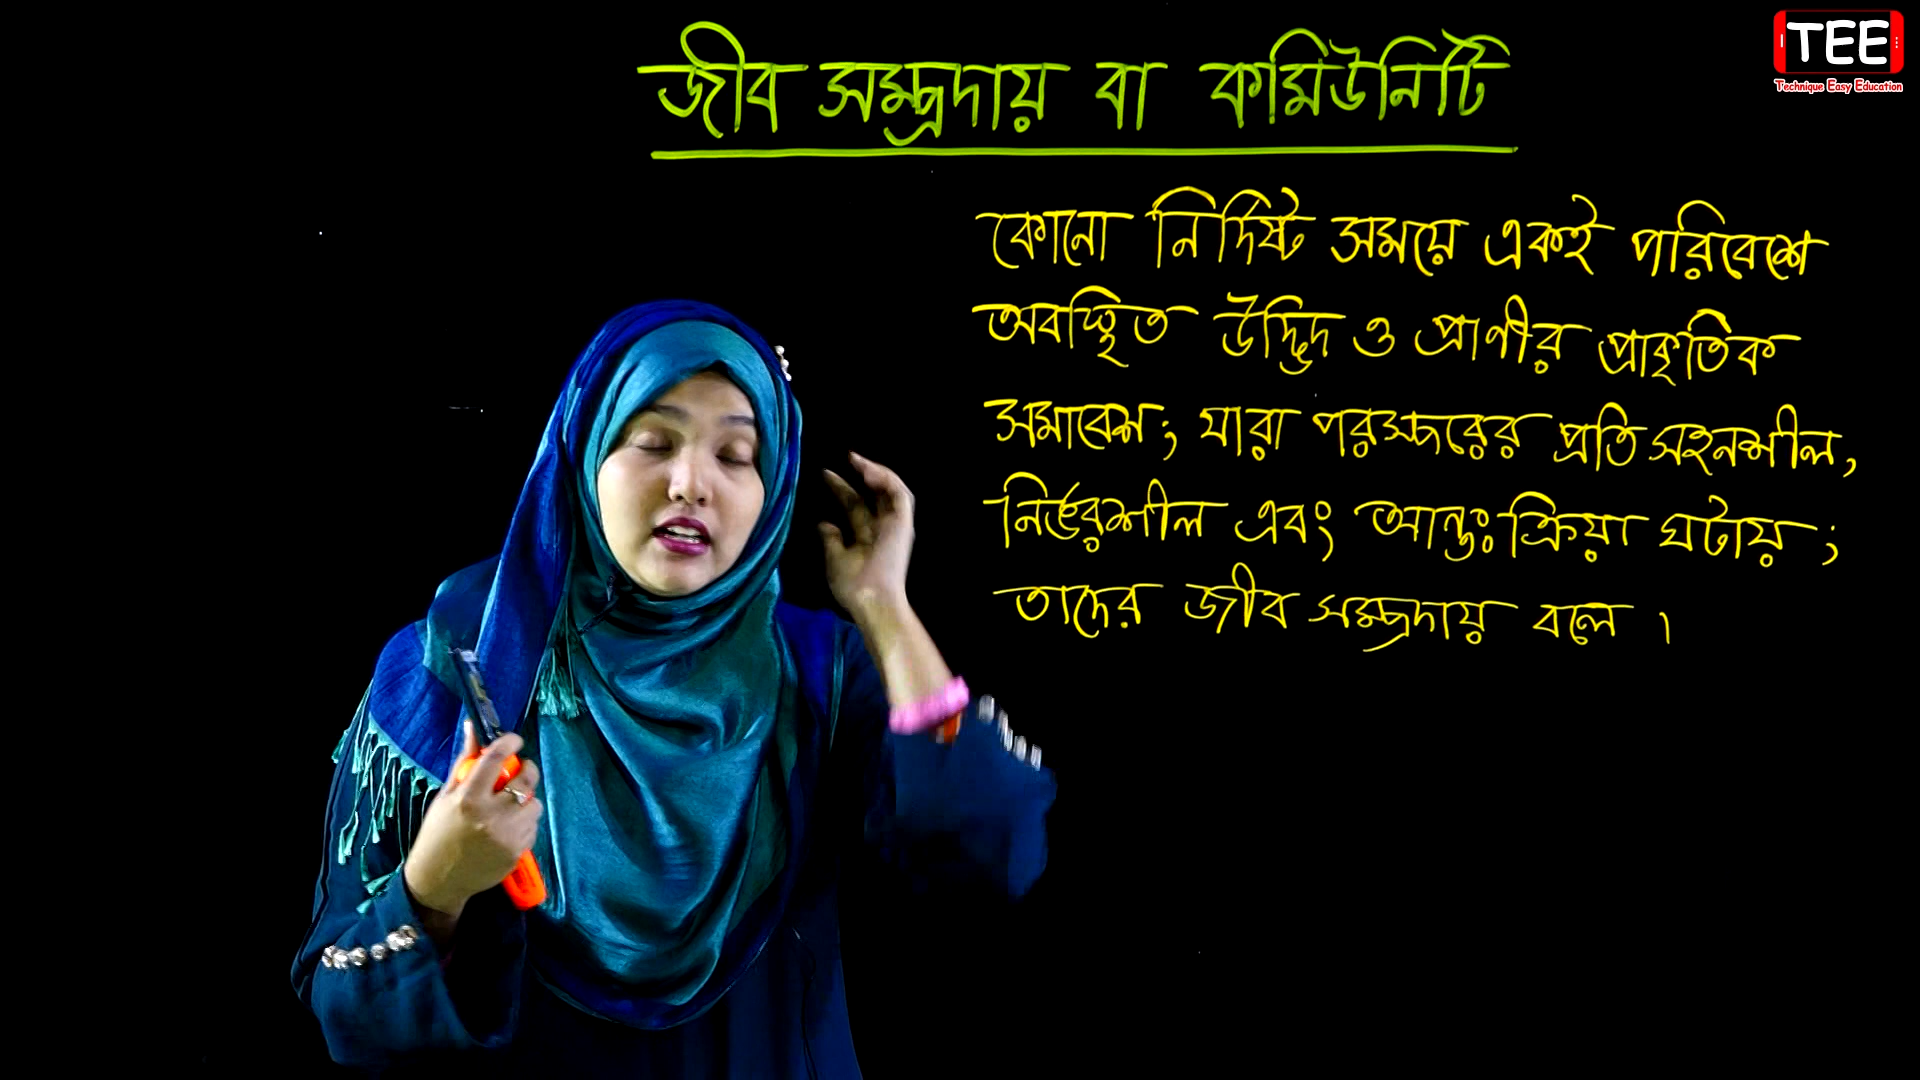 TEE
Technique Easy Education
জীব সম্প্রদায় বা কমিউনিটি
কোনো নির্দিষ্ট সময়ে একই পরিবেশে
অবস্থিত উদ্ভিদ ও প্রাণীর প্রাকৃতিক
সমাবেশ; যারা পরস্পরের প্রতি সহনশীল,
নির্ভরশীল এবং আন্তঃক্রিয়া ঘটায়;
তাদের জীব সম্প্রদায় বলে।